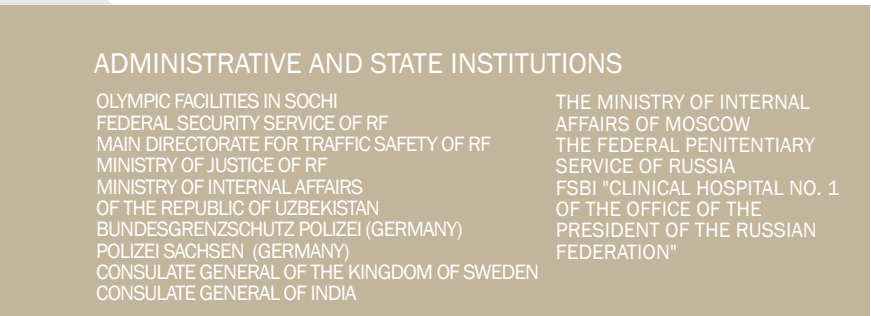 ADMINISTRATIVE AND STATE INSTITUTIONS
OLYMPIC FACILITIES IN SOCHI
FEDERAL SECURITY SERVICE OF RF
MAIN DIRECTORATE FOR TRAFFIC SAFETY OF RF
MINISTRY OF JUSTICE OF RF
MINISTRY OF INTERNAL AFFAIRS
OF THE REPUBLIC OF UZBEKISTAN
BUNDESGRENZSCHUTZ POLIZEI (GERMANY)
POLIZEI SACHSEN (GERMANY)
CONSULATE GENERAL OF THE KINGDOM OF SWEDEN
CONSULATE GENERAL OF INDIA
THE MINISTRY OF INTERNAL
AFFAIRS OF MOSCOW
THE FEDERAL PENITENTIARY
SERVICE OF RUSSIA
FSBI "CLINICAL HOSPITAL NO. 1
OF THE OFFICE OF THE
PRESIDENT OF THE RUSSIAN
FEDERATION"